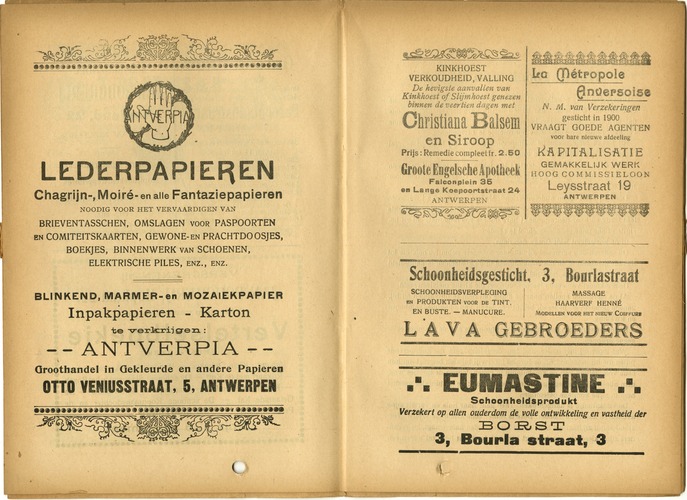 ANTVERPIA
LEDERPAPIEREN
Chagrijn-, Moiré- en alle Fantaziepapieren
NOODIG VOOR HET VERVAARDIGEN VAN
BRIEVENTASSCHEN, OMSLAGEN VOOR PASPOORTEN
EN COMITEITSKAARTEN, GEWONE- EN PRACHTDOOSJES,
BOEKJES, BINNENWERK VAN SCHOENEN,
ELEKTRISCHE PILES, ENZ., ENZ.
BLINKEND, MARMER- en MOZAIEKPAPIER
Inpakpapieren - Karton
te verkrijgen:
-- ANTVERPIA --
Groothandel in Gekleurde en andere Papieren
OTTO VENIUSSTRAAT, 5, ANTWERPEN
KINKHOEST
VERKOUDHEID, VALLING
De hevigste aanvallen van
Kinkhoest of Slijmhoest genezen
binnen de veertien dagen met
Christiana Balsem
en Siroop
Prijs: Remedie compleet fr. 2.50
Groote Engelsche Apotheek
Falconplein 35
en Lange Koepoortstraat 24
ANTWERPEN
La Métropole
Anversoise
N. M. van Verzekeringen
gesticht in 1900
VRAAGT GOEDE AGENTEN
voor hare nieuwe afdeeling
KAPITALISATIE
GEMAKKELIJK WERK
HOOG COMMISSIELOON
Leysstraat 19
ANTWERPEN
Schoonheidsgesticht, 3, Bourlastraat
SCHOONHEIDSVERPLEGING
EN PRODUKTEN VOOR DE TINT.
EN BUSTE. — MANUCURE.
MASSAGE
HAARVERF HENNÉ
MODELLEN VOOR HET NIEUW COIFFURE
LAVA GEBROEDERS
EUMASTINE
Schoonheidsprodukt
Verzekert op allen ouderdom de volle ontwikkeling en vastheid der
BORST
3, Bourla straat, 3